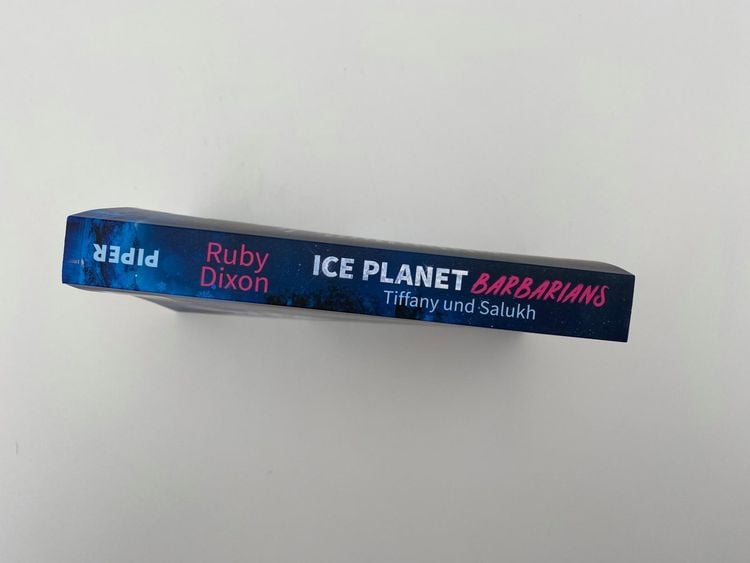 PIPER
Ruby
Dixon
ICE PLANET BARBARIANS
Tiffany und Salukh